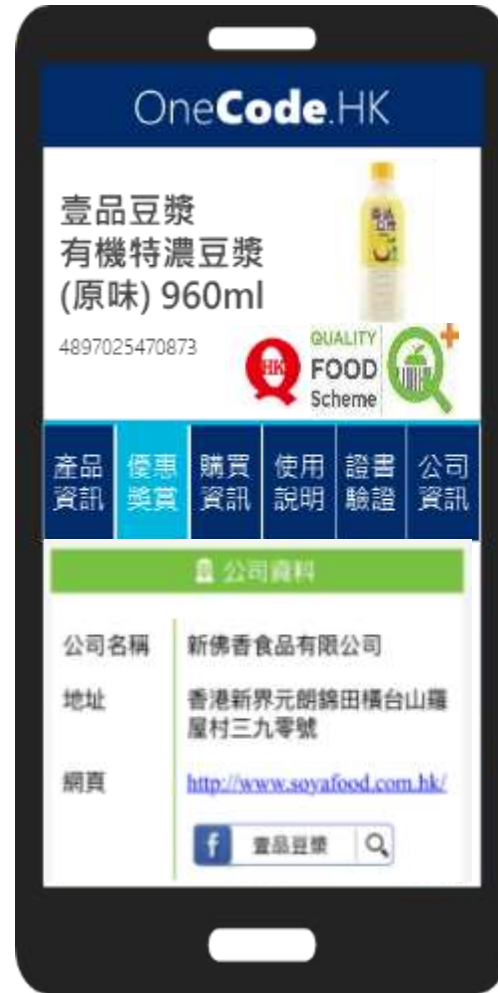 OneCode.HK
壹品豆漿
有機特濃豆漿
(原味) 960ml
4897025470873
HK
QUALITY
FOOD
Scheme
產品
資訊
優惠
獎賞
購買
資訊
使用
說明
證書
驗證
公司
資訊
公司資料
公司名稱
新佛香食品有限公司
地址
香港新界元朗錦田橫台山羅
屋村三九零號
網頁
http://www.soyafood.com.hk/
f 壹品豆漿